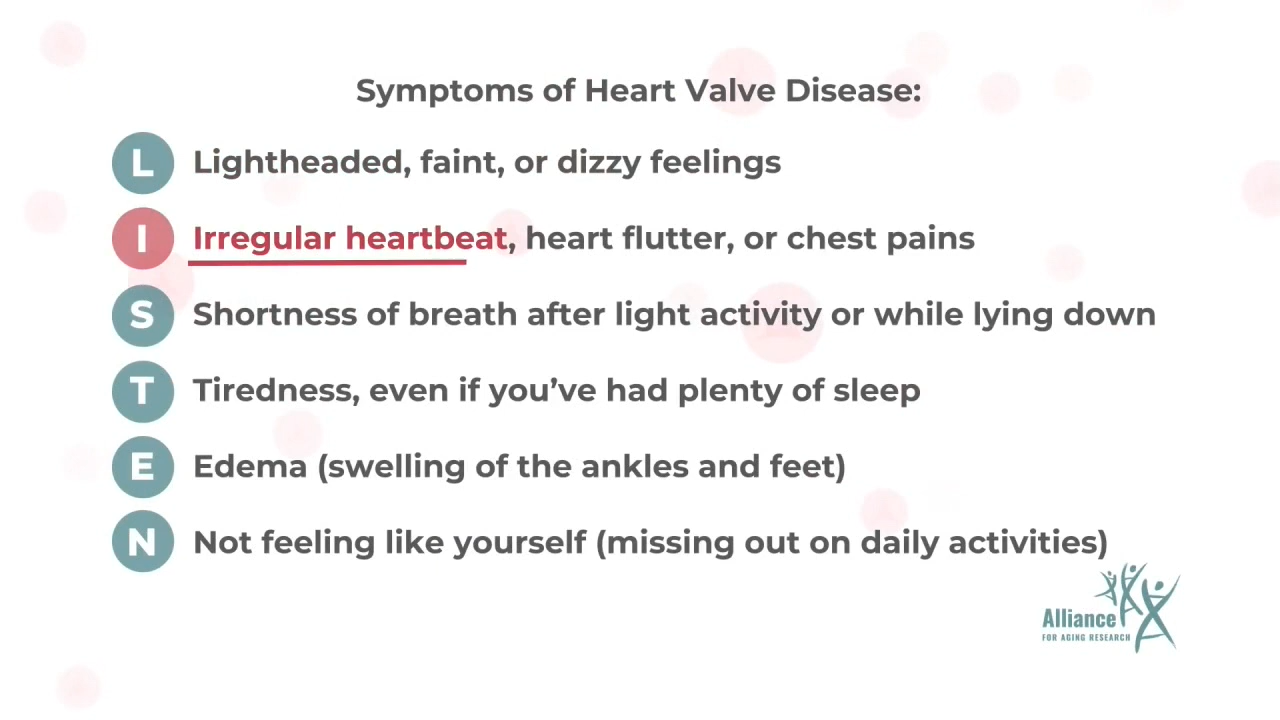 Symptoms of Heart Valve Disease:
L Lightheaded, faint, or dizzy feelings
I Irregular heartbeat, heart flutter, or chest pains
S Shortness of breath after light activity or while lying down
T Tiredness, even if you’ve had plenty of sleep
E Edema (swelling of the ankles and feet)
N Not feeling like yourself (missing out on daily activities)
Alliance
FOR AGING RESEARCH